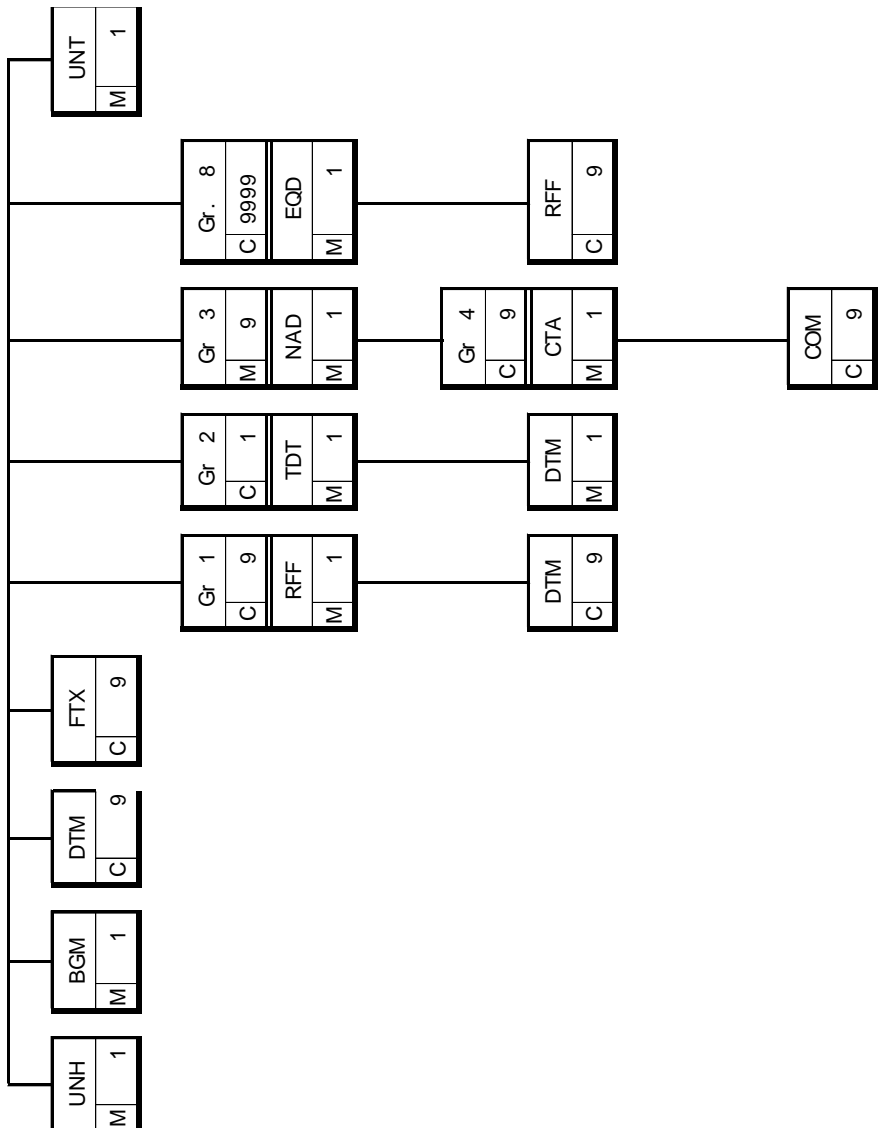 UNH
M 1
BGM
M 1
DTM
C 9
FTX
C 9
Gr 1
C 9
RFF
M 1
DTM
C 9
Gr 2
C 1
TDT
M 1
DTM
M 1
Gr 3
M 9
NAD
M 1
Gr 4
C 9
CTA
M 1
COM
C 9
Gr. 8
C 9999
EQD
M 1
RFF
C 9
UNT
M 1